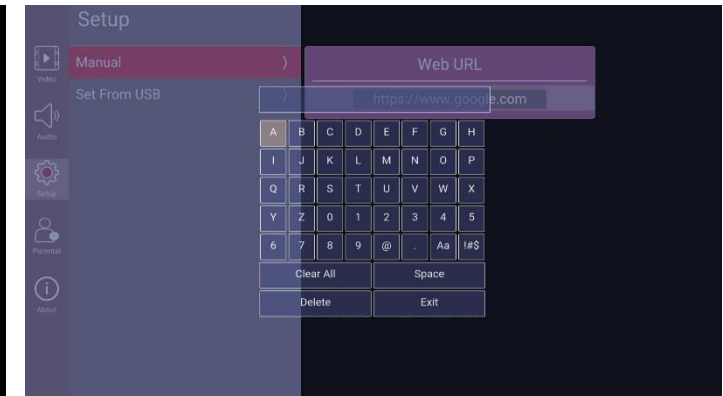 Setup
Manual
Web URL
Video
Set From USB
https://www.google.com
Audio
A B C D E F G H
I J K L M N O P
Setup
Q R S T U V W X
Y Z 0 1 2 3 4 5
Parental
6 7 8 9 @ . Aa !#$
Clear All Space
About
Delete Exit